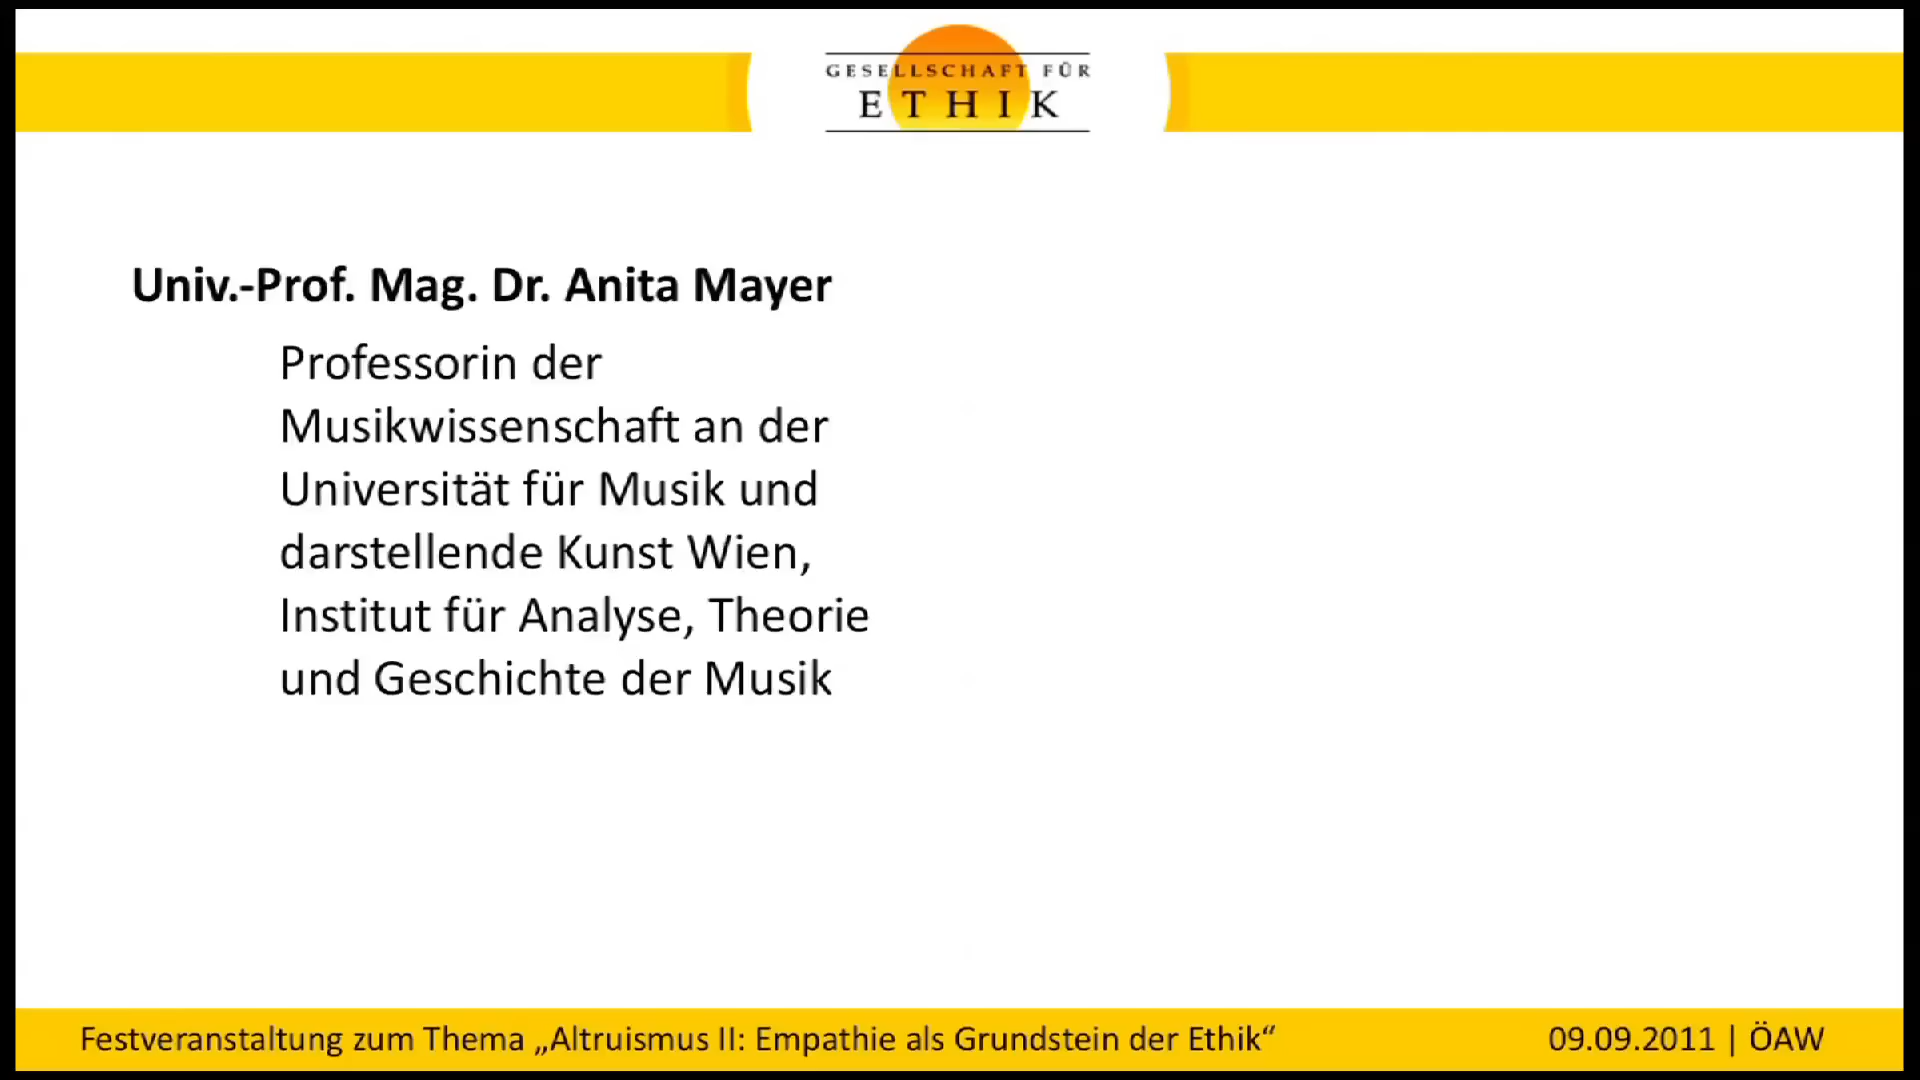 GESELLSCHAFT FÜR
ETHIK
Univ.-Prof. Mag. Dr. Anita Mayer
Professorin der
Musikwissenschaft an der
Universität für Musik und
darstellende Kunst Wien,
Institut für Analyse, Theorie
und Geschichte der Musik
Festveranstaltung zum Thema „Altruismus II: Empathie als Grundstein der Ethik“ 09.09.2011 | ÖAW